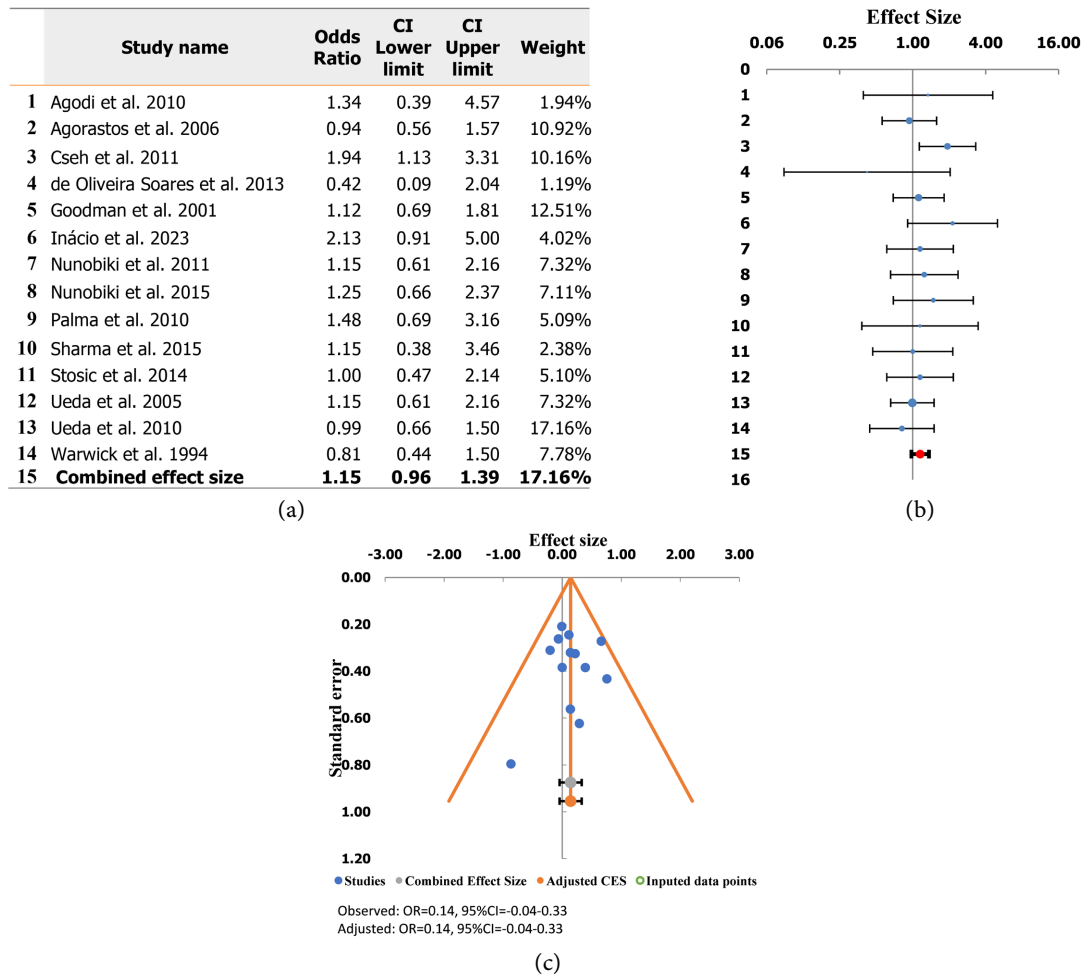 Study name Odds Ratio CI Lower limit CI Upper limit Weight
1 Agodi et al. 2010 1.34 0.39 4.57 1.94%
2 Agorastos et al. 2006 0.94 0.56 1.57 10.92%
3 Cseh et al. 2011 1.94 1.13 3.31 10.16%
4 de Oliveira Soares et al. 2013 0.42 0.09 2.04 1.19%
5 Goodman et al. 2001 1.12 0.69 1.81 12.51%
6 Inácio et al. 2023 2.13 0.91 5.00 4.02%
7 Nunobiki et al. 2011 1.15 0.61 2.16 7.32%
8 Nunobiki et al. 2015 1.25 0.66 2.37 7.11%
9 Palma et al. 2010 1.48 0.69 3.16 5.09%
10 Sharma et al. 2015 1.15 0.38 3.46 2.38%
11 Stosic et al. 2014 1.00 0.47 2.14 5.10%
12 Ueda et al. 2005 1.15 0.61 2.16 7.32%
13 Ueda et al. 2010 0.99 0.66 1.50 17.16%
14 Warwick et al. 1994 0.81 0.44 1.50 7.78%
15 Combined effect size 1.15 0.96 1.39 17.16%
(a)
Effect Size
0.06 0.25 1.00 4.00 16.00
0
1
2
3
4
5
6
7
8
9
10
11
12
13
14
15
16
(b)
Effect size
-3.00 -2.00 -1.00 0.00 1.00 2.00 3.00
Standard error
0.00
0.20
0.40
0.60
0.80
1.00
1.20
Studies Combined Effect Size Adjusted CES Inputed data points
Observed: OR=0.14, 95%CI=-0.04-0.33
Adjusted: OR=0.14, 95%CI=-0.04-0.33
(c)